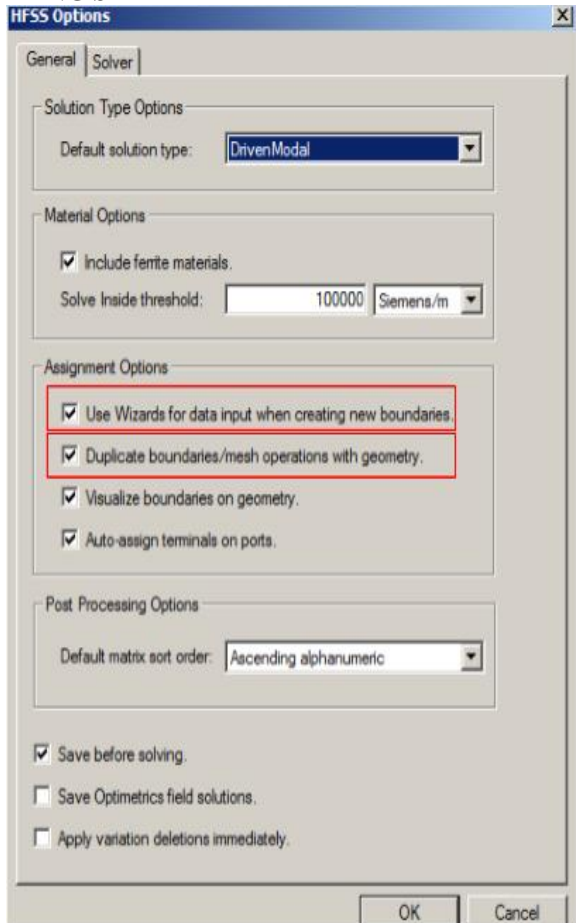 HFSS Options
General
Solver
Solution Type Options
Default solution type: DrivenModal
Material Options
Include ferrite materials.
Solve Inside threshold: 100000 Siemens/m
Assignment Options
Use Wizards for data input when creating new boundaries.
Duplicate boundaries/mesh operations with geometry.
Visualize boundaries on geometry.
Auto-assign terminals on ports.
Post Processing Options
Default matrix sort order: Ascending alphanumeric
Save before solving.
Save Optimetrics field solutions.
Apply variation deletions immediately.
OK Cancel